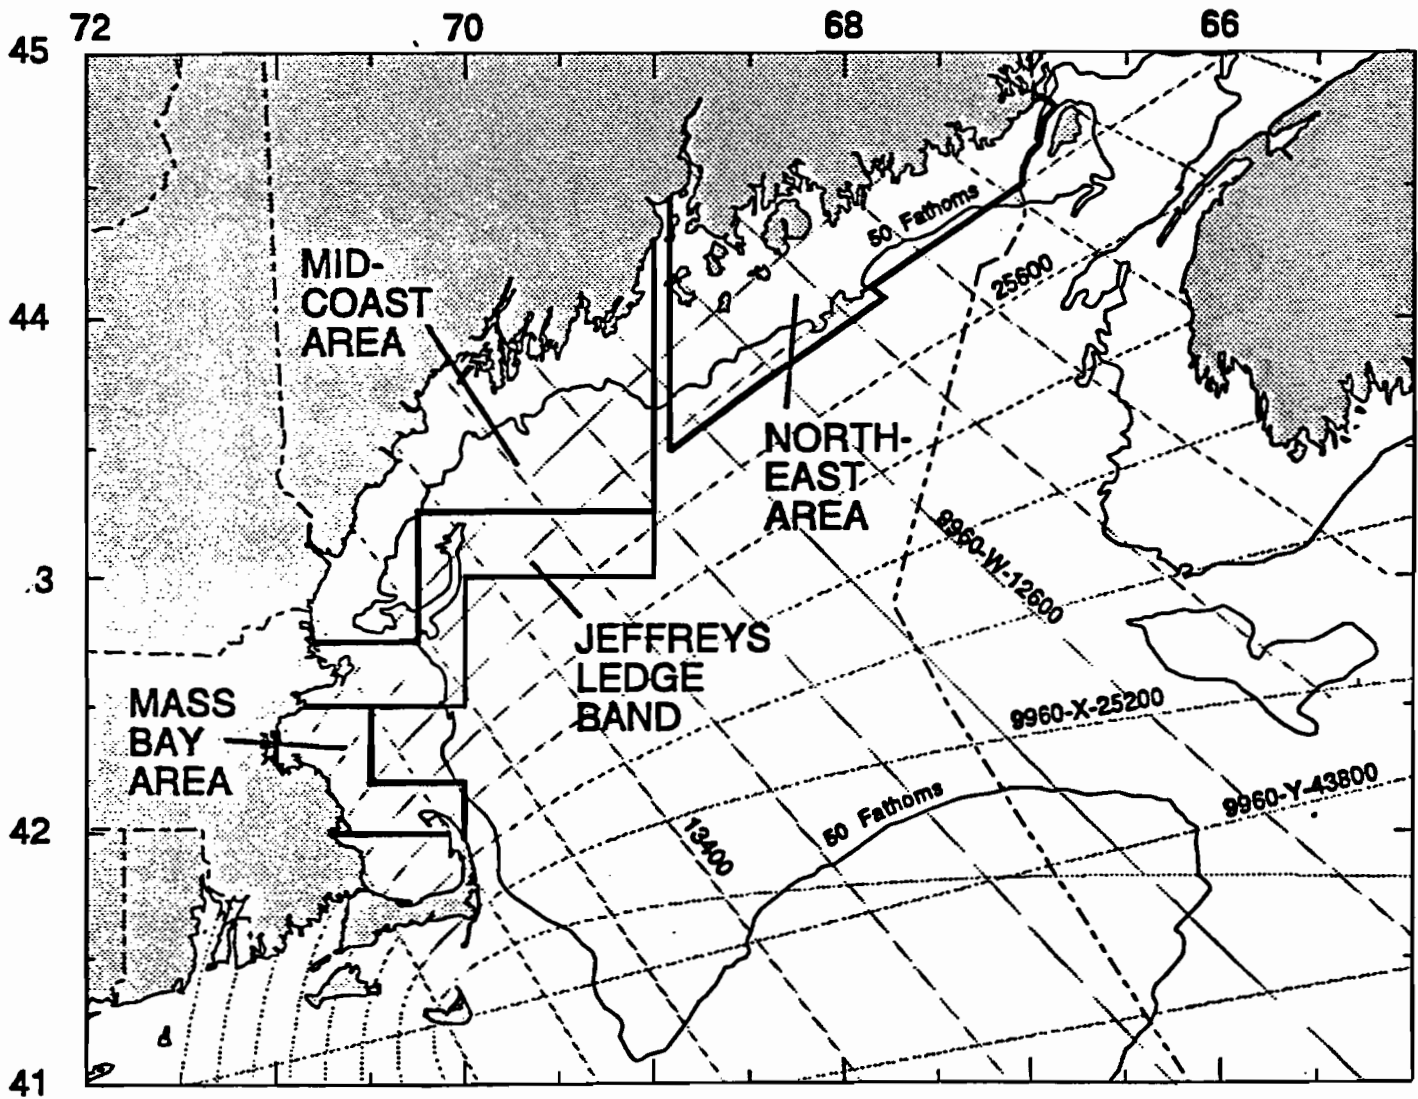 72 70 68 66
45
MID-
COAST
AREA
50 Fathoms
25600
44
NORTH-
EAST
AREA
9960-W-12600
.3
JEFFREYS
LEDGE
BAND
MASS
BAY
AREA
9960-X-25200
9960-Y-43800
50 Fathoms
13400
42
41